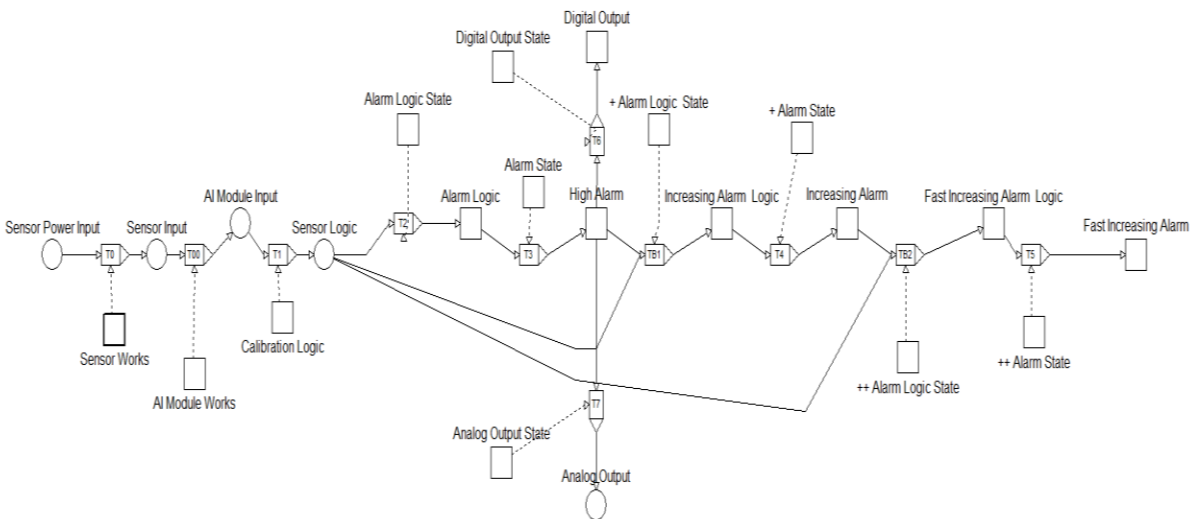 Digital Output
Digital Output State
Alarm Logic State
+ Alarm Logic State
+ Alarm State
T6
Alarm State
AI Module Input
Alarm Logic
High Alarm
Increasing Alarm Logic
Increasing Alarm
Fast Increasing Alarm Logic
Sensor Power Input
Sensor Input
Sensor Logic
Fast Increasing Alarm
T2
T0
T00
T1
T3
TB1
T4
TB2
T5
Sensor Works
Calibration Logic
AI Module Works
++ Alarm Logic State
++ Alarm State
T7
Analog Output State
Analog Output